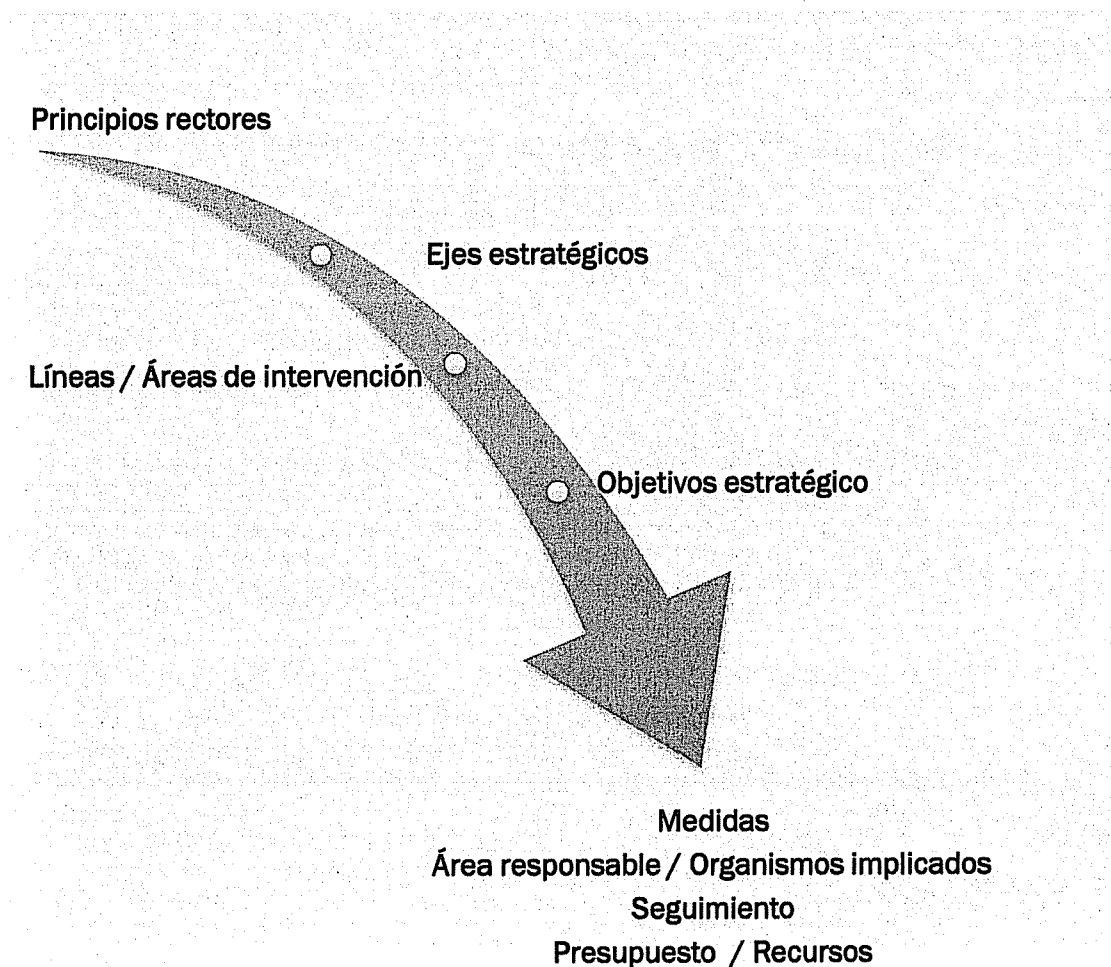 Principios rectores
Ejes estratégicos
Líneas / Áreas de intervención
Objetivos estratégico
Medidas
Área responsable / Organismos implicados
Seguimiento
Presupuesto / Recursos